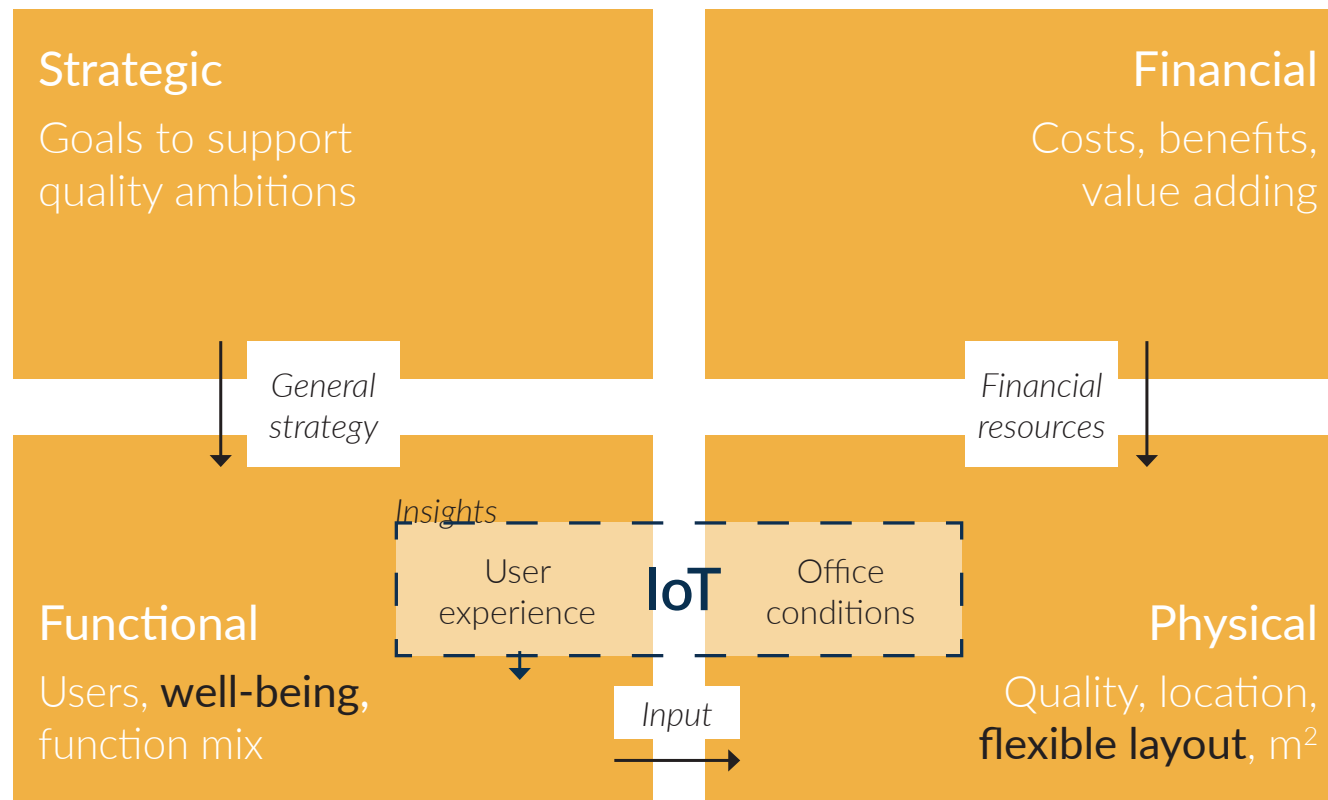 Strategic
Goals to support
quality ambitions
Financial
Costs, benefits,
value adding
General
strategy
Financial
resources
Insights
User
experience
IoT
Office
conditions
Functional
Users, well-being,
function mix
Physical
Quality, location,
flexible layout, m²
Input